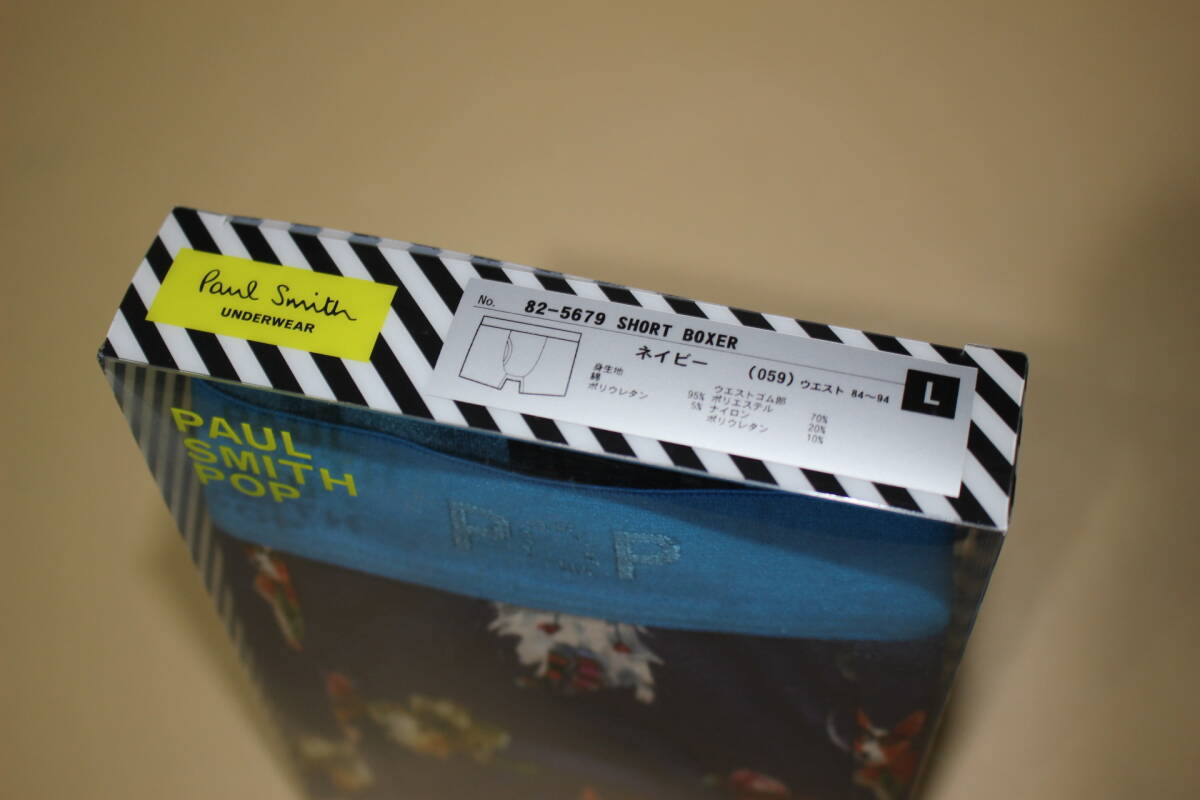 Paul Smith
UNDERWEAR
No. 82-5679 SHORT BOXER
ネイビー (059) ウエスト 84〜94 L
身生地
綿 95%
ポリウレタン 5%
ウエストゴム部
ポリエステル 70%
ナイロン 20%
ポリウレタン 10%
PAUL
SMITH
POP